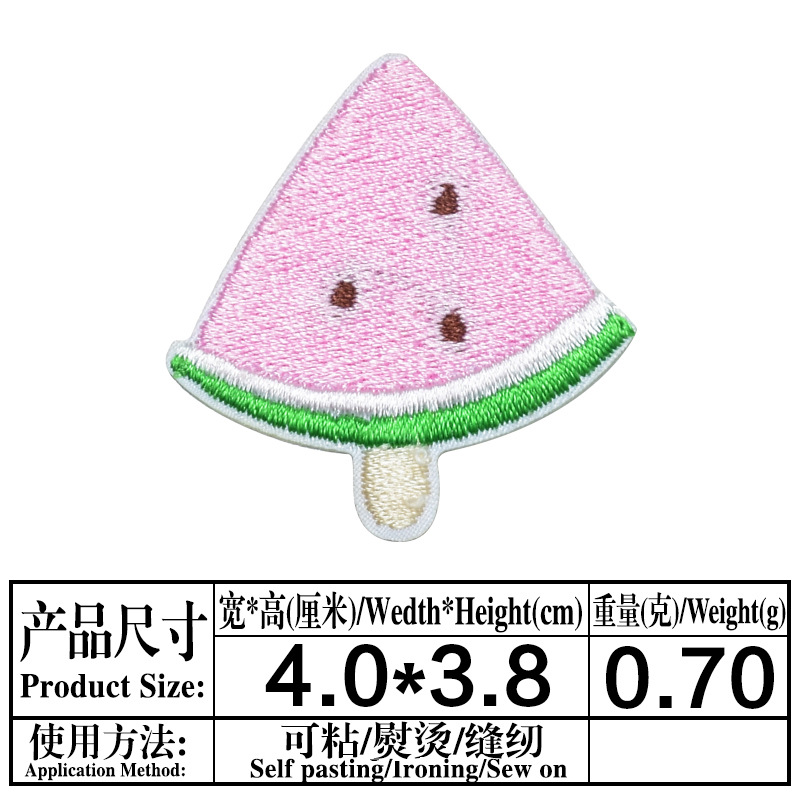 产品尺寸
Product Size:
宽*高(厘米)/Wedth*Height(cm)
4.0*3.8
重量(克)/Weight(g)
0.70
使用方法:
Application Method:
可粘/熨烫/缝纫
Self pasting/Ironing/Sew on